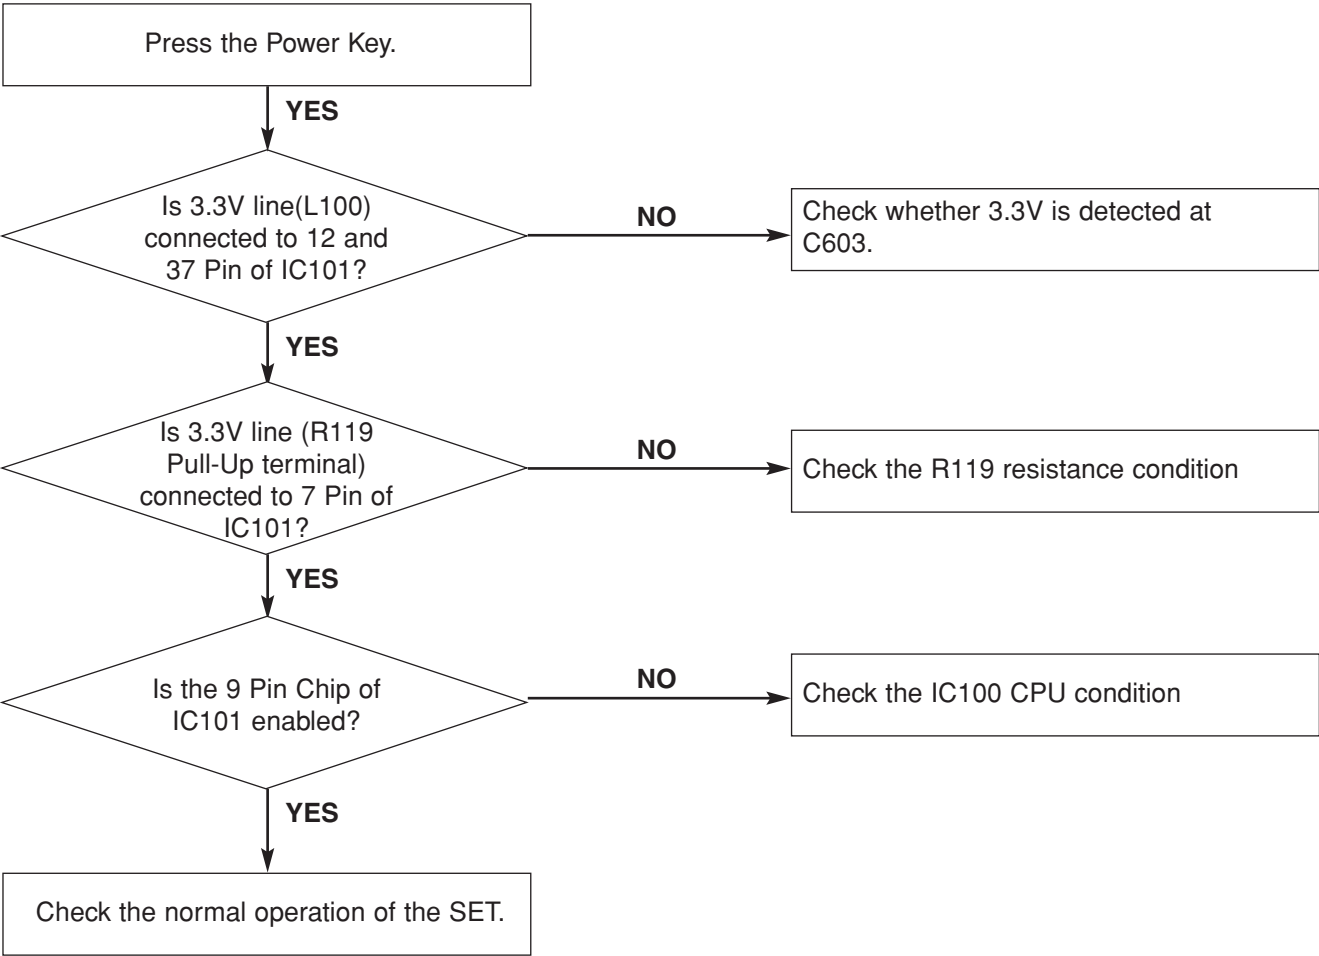 Press the Power Key.
YES
Is 3.3V line(L100)
connected to 12 and
37 Pin of IC101?
NO
Check whether 3.3V is detected at
C603.
YES
Is 3.3V line (R119
Pull-Up terminal)
connected to 7 Pin of
IC101?
NO
Check the R119 resistance condition
YES
Is the 9 Pin Chip of
IC101 enabled?
NO
Check the IC100 CPU condition
YES
Check the normal operation of the SET.